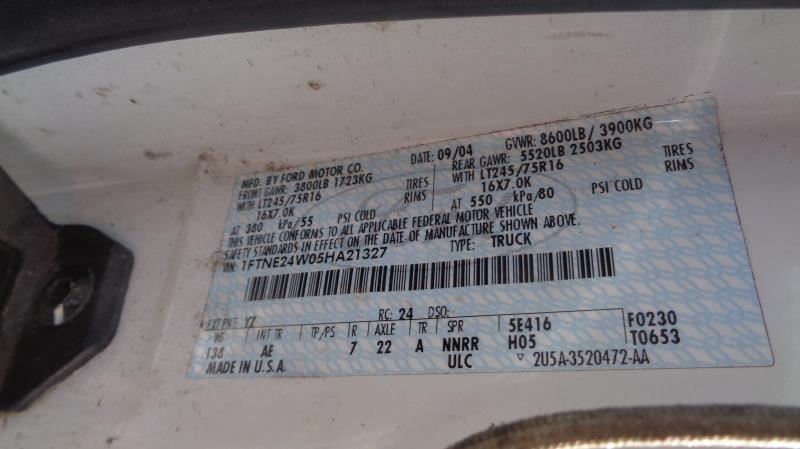 MFD. BY FORD MOTOR CO.
DATE: 09/04
GVWR: 8600LB / 3900KG
FRONT GAWR: 3800LB 1723KG
REAR GAWR: 5520LB 2503KG
WITH LT245/75R16 TIRES
WITH LT245/75R16 TIRES
16X7.0K RIMS
16X7.0K RIMS
AT 380 kPa/55 PSI COLD
AT 550 kPa/80 PSI COLD
THIS VEHICLE CONFORMS TO ALL APPLICABLE FEDERAL MOTOR VEHICLE
SAFETY STANDARDS IN EFFECT ON THE DATE OF MANUFACTURE SHOWN ABOVE.
VIN: 1FTNE24W05HA21327
TYPE: TRUCK
EXT PNT: YZ RC: 24 DSO:
WB INT TR TP/PS R AXLE TR SPR 5E416 F0230
138 AE 7 22 A NNRR H05 T0653
MADE IN U.S.A. ULC ▽ 2U5A-3520472-AA